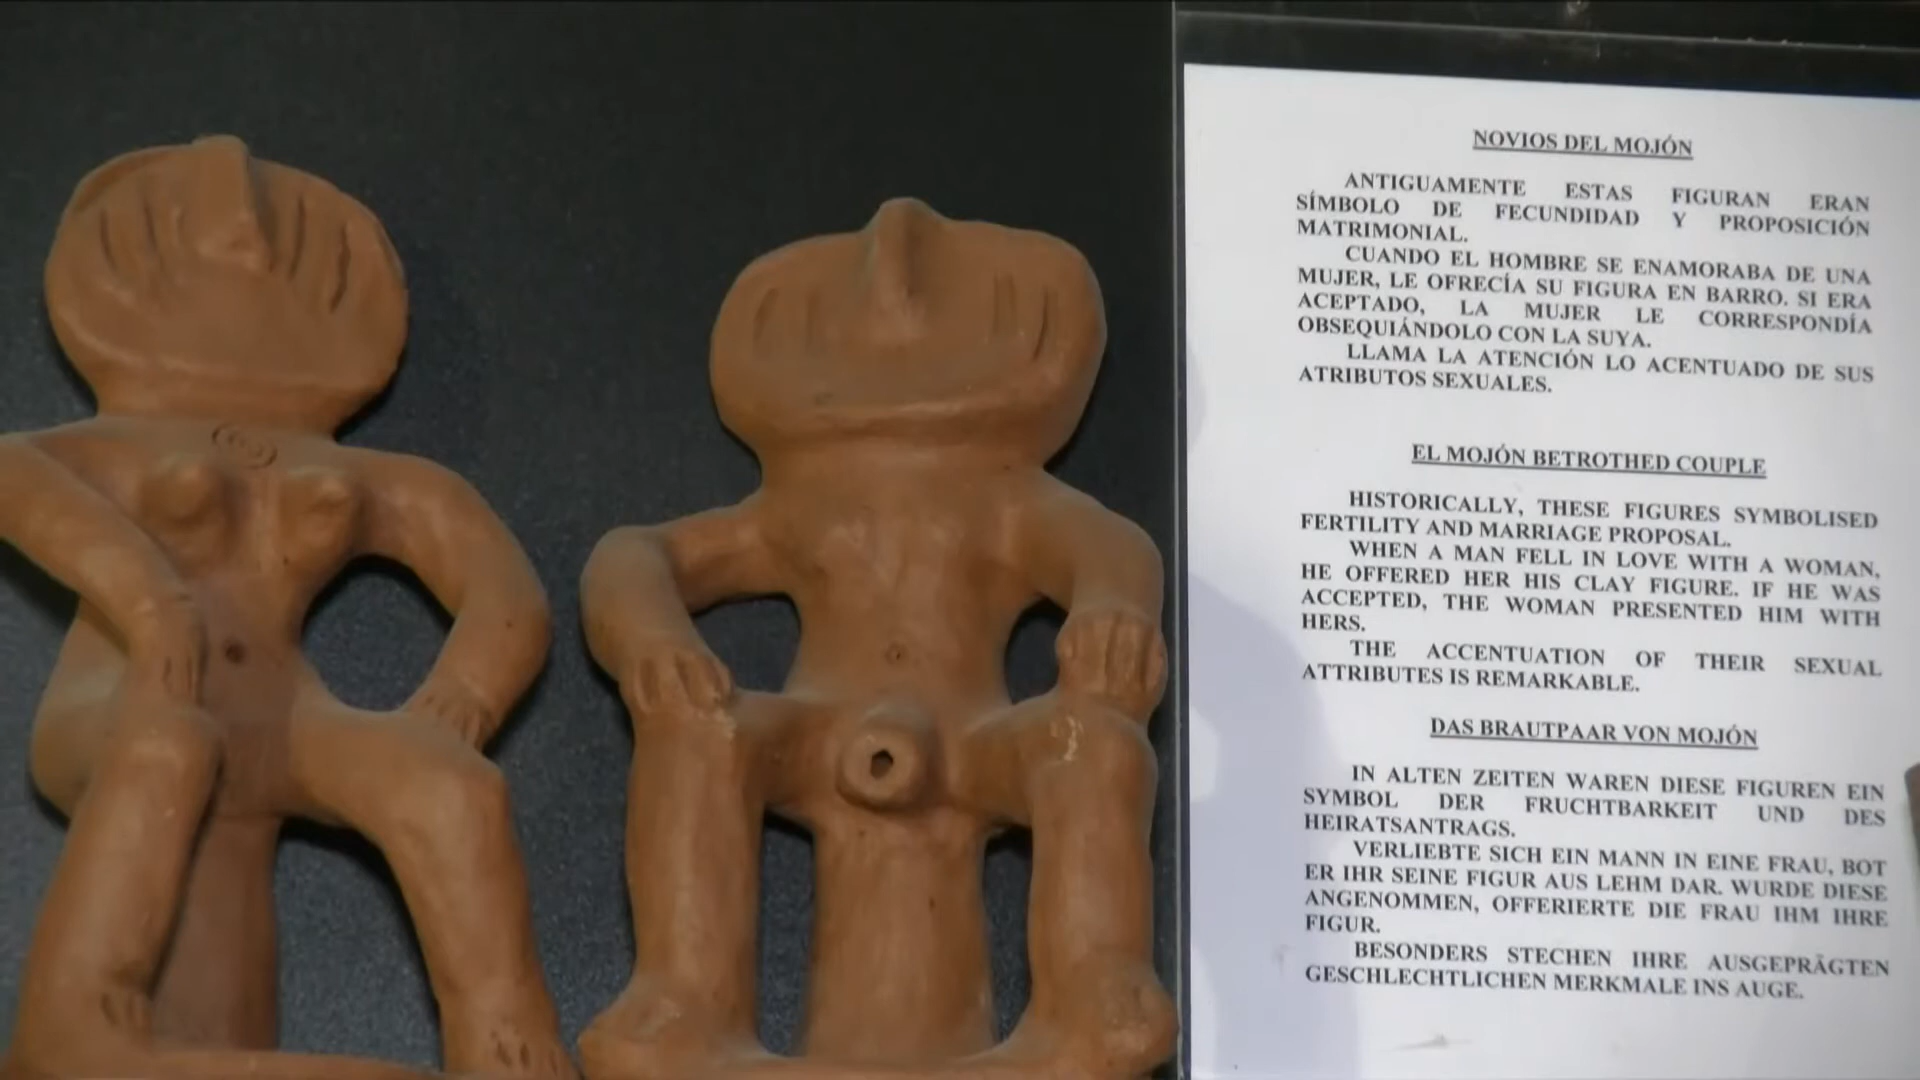 NOVIOS DEL MOJÓN
ANTIGUAMENTE ESTAS FIGURAN ERAN
SÍMBOLO DE FECUNDIDAD Y PROPOSICIÓN
MATRIMONIAL.
CUANDO EL HOMBRE SE ENAMORABA DE UNA
MUJER, LE OFRECÍA SU FIGURA EN BARRO. SI ERA
ACEPTADO, LA MUJER LE CORRESPONDÍA
OBSEQUIÁNDOLO CON LA SUYA.
LLAMA LA ATENCIÓN LO ACENTUADO DE SUS
ATRIBUTOS SEXUALES.
EL MOJÓN BETROTHED COUPLE
HISTORICALLY, THESE FIGURES SYMBOLISED
FERTILITY AND MARRIAGE PROPOSAL.
WHEN A MAN FELL IN LOVE WITH A WOMAN,
HE OFFERED HER HIS CLAY FIGURE. IF HE WAS
ACCEPTED, THE WOMAN PRESENTED HIM WITH
HERS.
THE ACCENTUATION OF THEIR SEXUAL
ATTRIBUTES IS REMARKABLE.
DAS BRAUTPAAR VON MOJÓN
IN ALTEN ZEITEN WAREN DIESE FIGUREN EIN
SYMBOL DER FRUCHTBARKEIT UND DES
HEIRATSANTRAGS.
VERLIEBTE SICH EIN MANN IN EINE FRAU, BOT
ER IHR SEINE FIGUR AUS LEHM DAR. WURDE DIESE
ANGENOMMEN, OFFERIERTE DIE FRAU IHM IHRE
FIGUR.
BESONDERS STECHEN IHRE AUSGEPRÄGTEN
GESCHLECHTLICHEN MERKMALE INS AUGE.